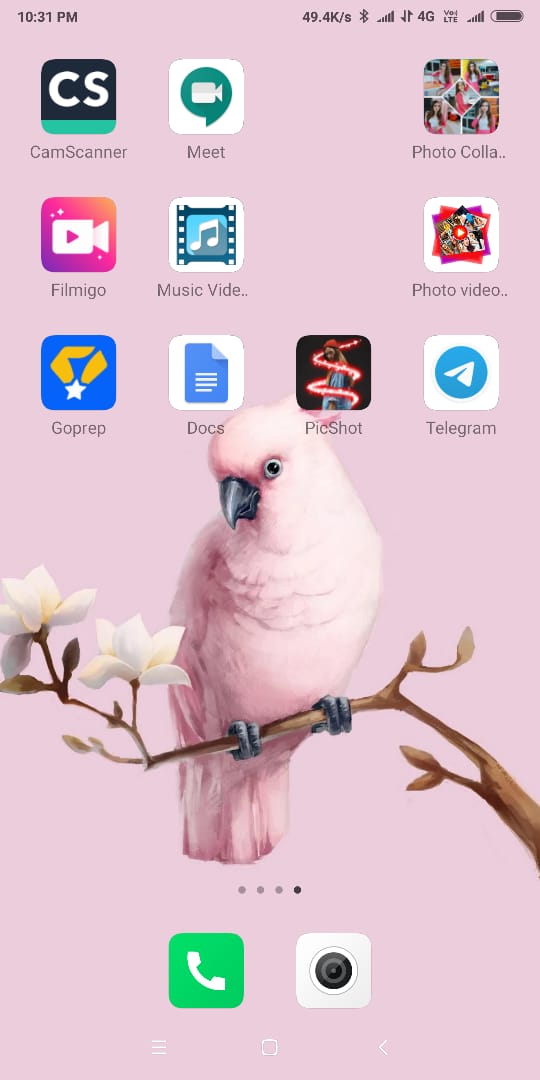 10:31 PM 49.4K/s 4G Vo) LTE
CS
CamScanner Meet Photo Colla..
Filmigo Music Vide.. Photo video..
Goprep Docs PicShot Telegram